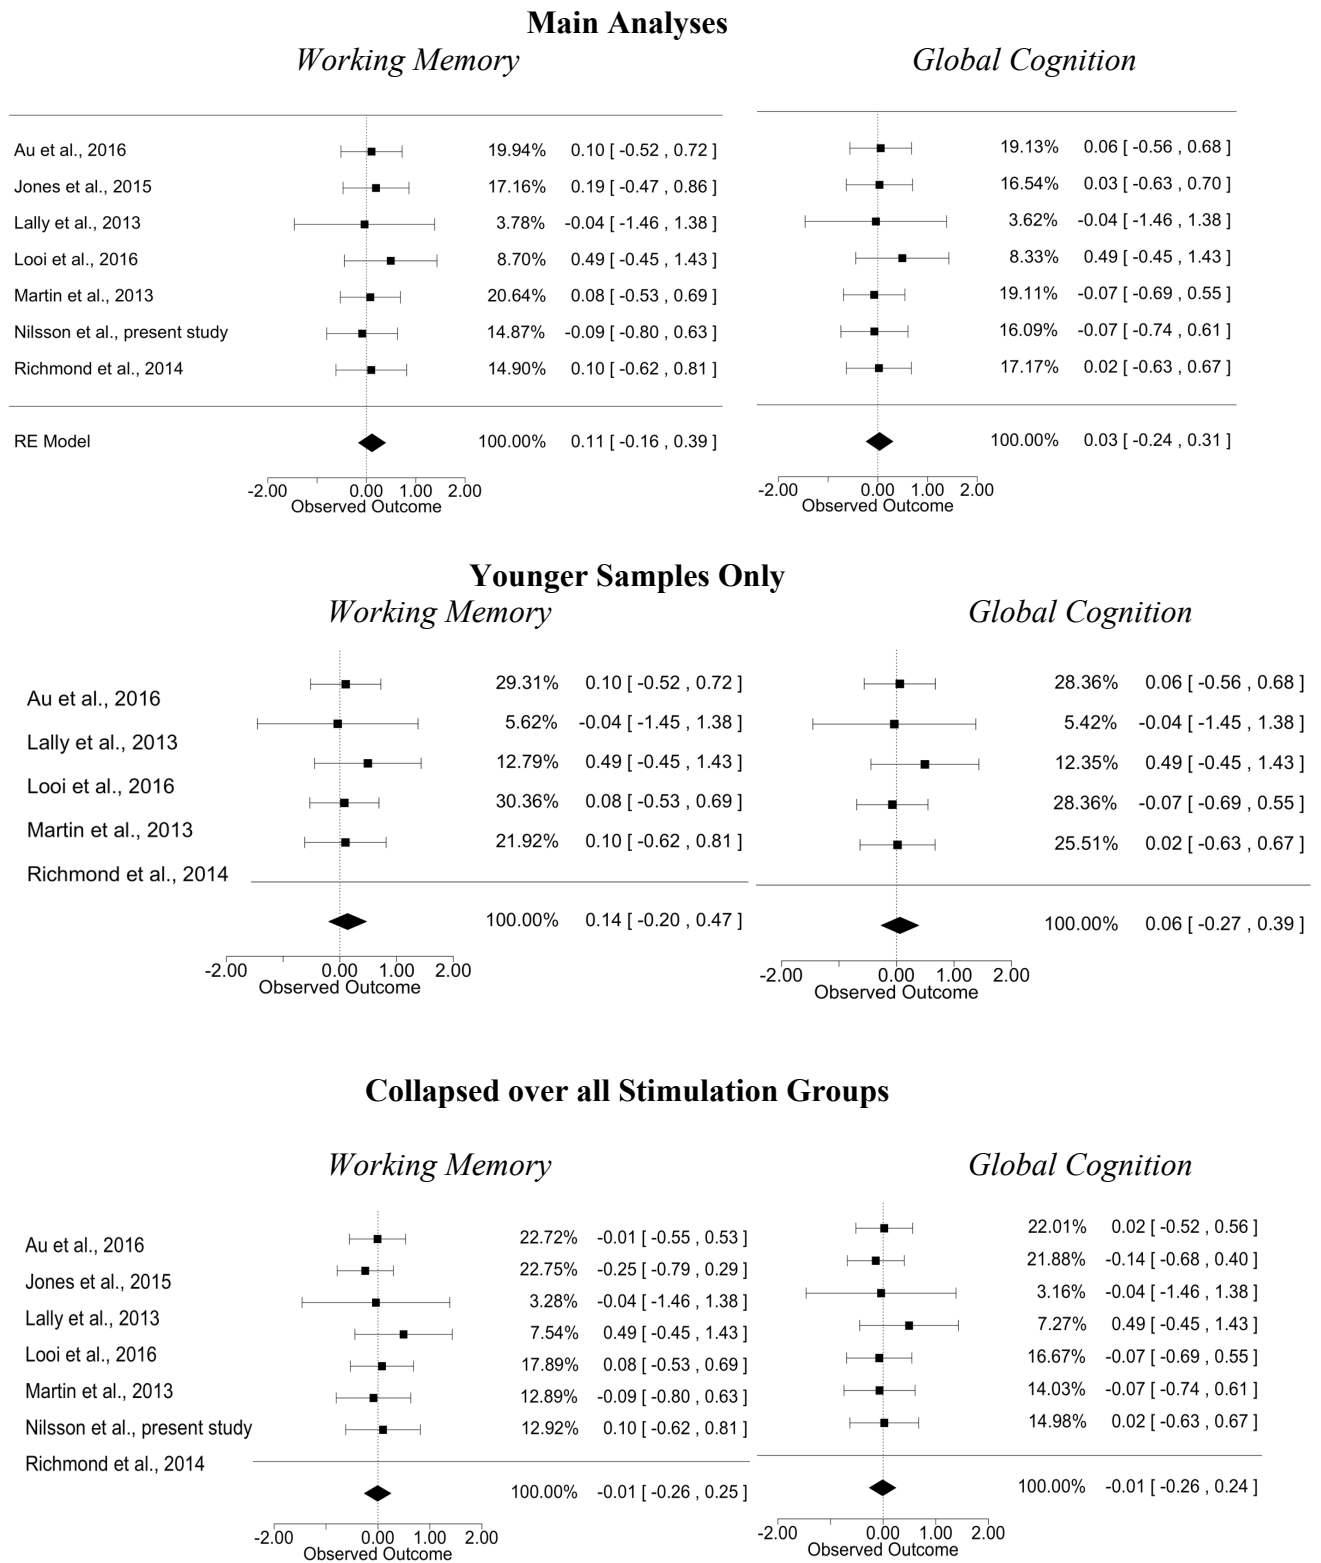 Main Analyses
Working Memory Global Cognition
Au et al., 2016 19.94% 0.10 [ -0.52 , 0.72 ] 19.13% 0.06 [ -0.56 , 0.68 ]
Jones et al., 2015 17.16% 0.19 [ -0.47 , 0.86 ] 16.54% 0.03 [ -0.63 , 0.70 ]
Lally et al., 2013 3.78% -0.04 [ -1.46 , 1.38 ] 3.62% -0.04 [ -1.46 , 1.38 ]
Looi et al., 2016 8.70% 0.49 [ -0.45 , 1.43 ] 8.33% 0.49 [ -0.45 , 1.43 ]
Martin et al., 2013 20.64% 0.08 [ -0.53 , 0.69 ] 19.11% -0.07 [ -0.69 , 0.55 ]
Nilsson et al., present study 14.87% -0.09 [ -0.80 , 0.63 ] 16.09% -0.07 [ -0.74 , 0.61 ]
Richmond et al., 2014 14.90% 0.10 [ -0.62 , 0.81 ] 17.17% 0.02 [ -0.63 , 0.67 ]
RE Model 100.00% 0.11 [ -0.16 , 0.39 ] 100.00% 0.03 [ -0.24 , 0.31 ]
-2.00 0.00 1.00 2.00 -2.00 0.00 1.00 2.00
Observed Outcome Observed Outcome
Younger Samples Only
Working Memory Global Cognition
Au et al., 2016 29.31% 0.10 [ -0.52 , 0.72 ] 28.36% 0.06 [ -0.56 , 0.68 ]
Lally et al., 2013 5.62% -0.04 [ -1.45 , 1.38 ] 5.42% -0.04 [ -1.45 , 1.38 ]
Looi et al., 2016 12.79% 0.49 [ -0.45 , 1.43 ] 12.35% 0.49 [ -0.45 , 1.43 ]
Martin et al., 2013 30.36% 0.08 [ -0.53 , 0.69 ] 28.36% -0.07 [ -0.69 , 0.55 ]
Richmond et al., 2014 21.92% 0.10 [ -0.62 , 0.81 ] 25.51% 0.02 [ -0.63 , 0.67 ]
100.00% 0.14 [ -0.20 , 0.47 ] 100.00% 0.06 [ -0.27 , 0.39 ]
-2.00 0.00 1.00 2.00 -2.00 0.00 1.00 2.00
Observed Outcome Observed Outcome
Collapsed over all Stimulation Groups
Working Memory Global Cognition
Au et al., 2016 22.72% -0.01 [ -0.55 , 0.53 ] 22.01% 0.02 [ -0.52 , 0.56 ]
Jones et al., 2015 22.75% -0.25 [ -0.79 , 0.29 ] 21.88% -0.14 [ -0.68 , 0.40 ]
Lally et al., 2013 3.28% -0.04 [ -1.46 , 1.38 ] 3.16% -0.04 [ -1.46 , 1.38 ]
Looi et al., 2016 7.54% 0.49 [ -0.45 , 1.43 ] 7.27% 0.49 [ -0.45 , 1.43 ]
Martin et al., 2013 17.89% 0.08 [ -0.53 , 0.69 ] 16.67% -0.07 [ -0.69 , 0.55 ]
Nilsson et al., present study 12.89% -0.09 [ -0.80 , 0.63 ] 14.03% -0.07 [ -0.74 , 0.61 ]
Richmond et al., 2014 12.92% 0.10 [ -0.62 , 0.81 ] 14.98% 0.02 [ -0.63 , 0.67 ]
100.00% -0.01 [ -0.26 , 0.25 ] 100.00% -0.01 [ -0.26 , 0.24 ]
-2.00 0.00 1.00 2.00 -2.00 0.00 1.00 2.00
Observed Outcome Observed Outcome